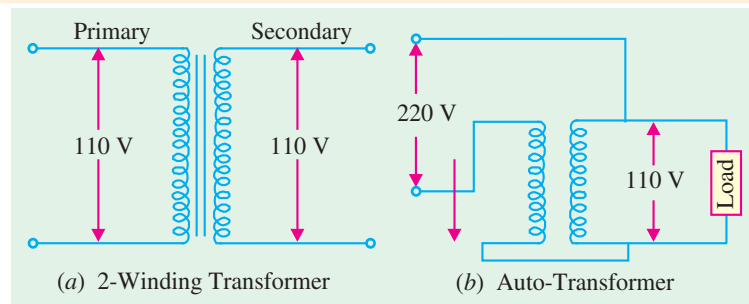 Primary Secondary
110 V 110 V
(a) 2-Winding Transformer
220 V
110 V
Load
(b) Auto-Transformer